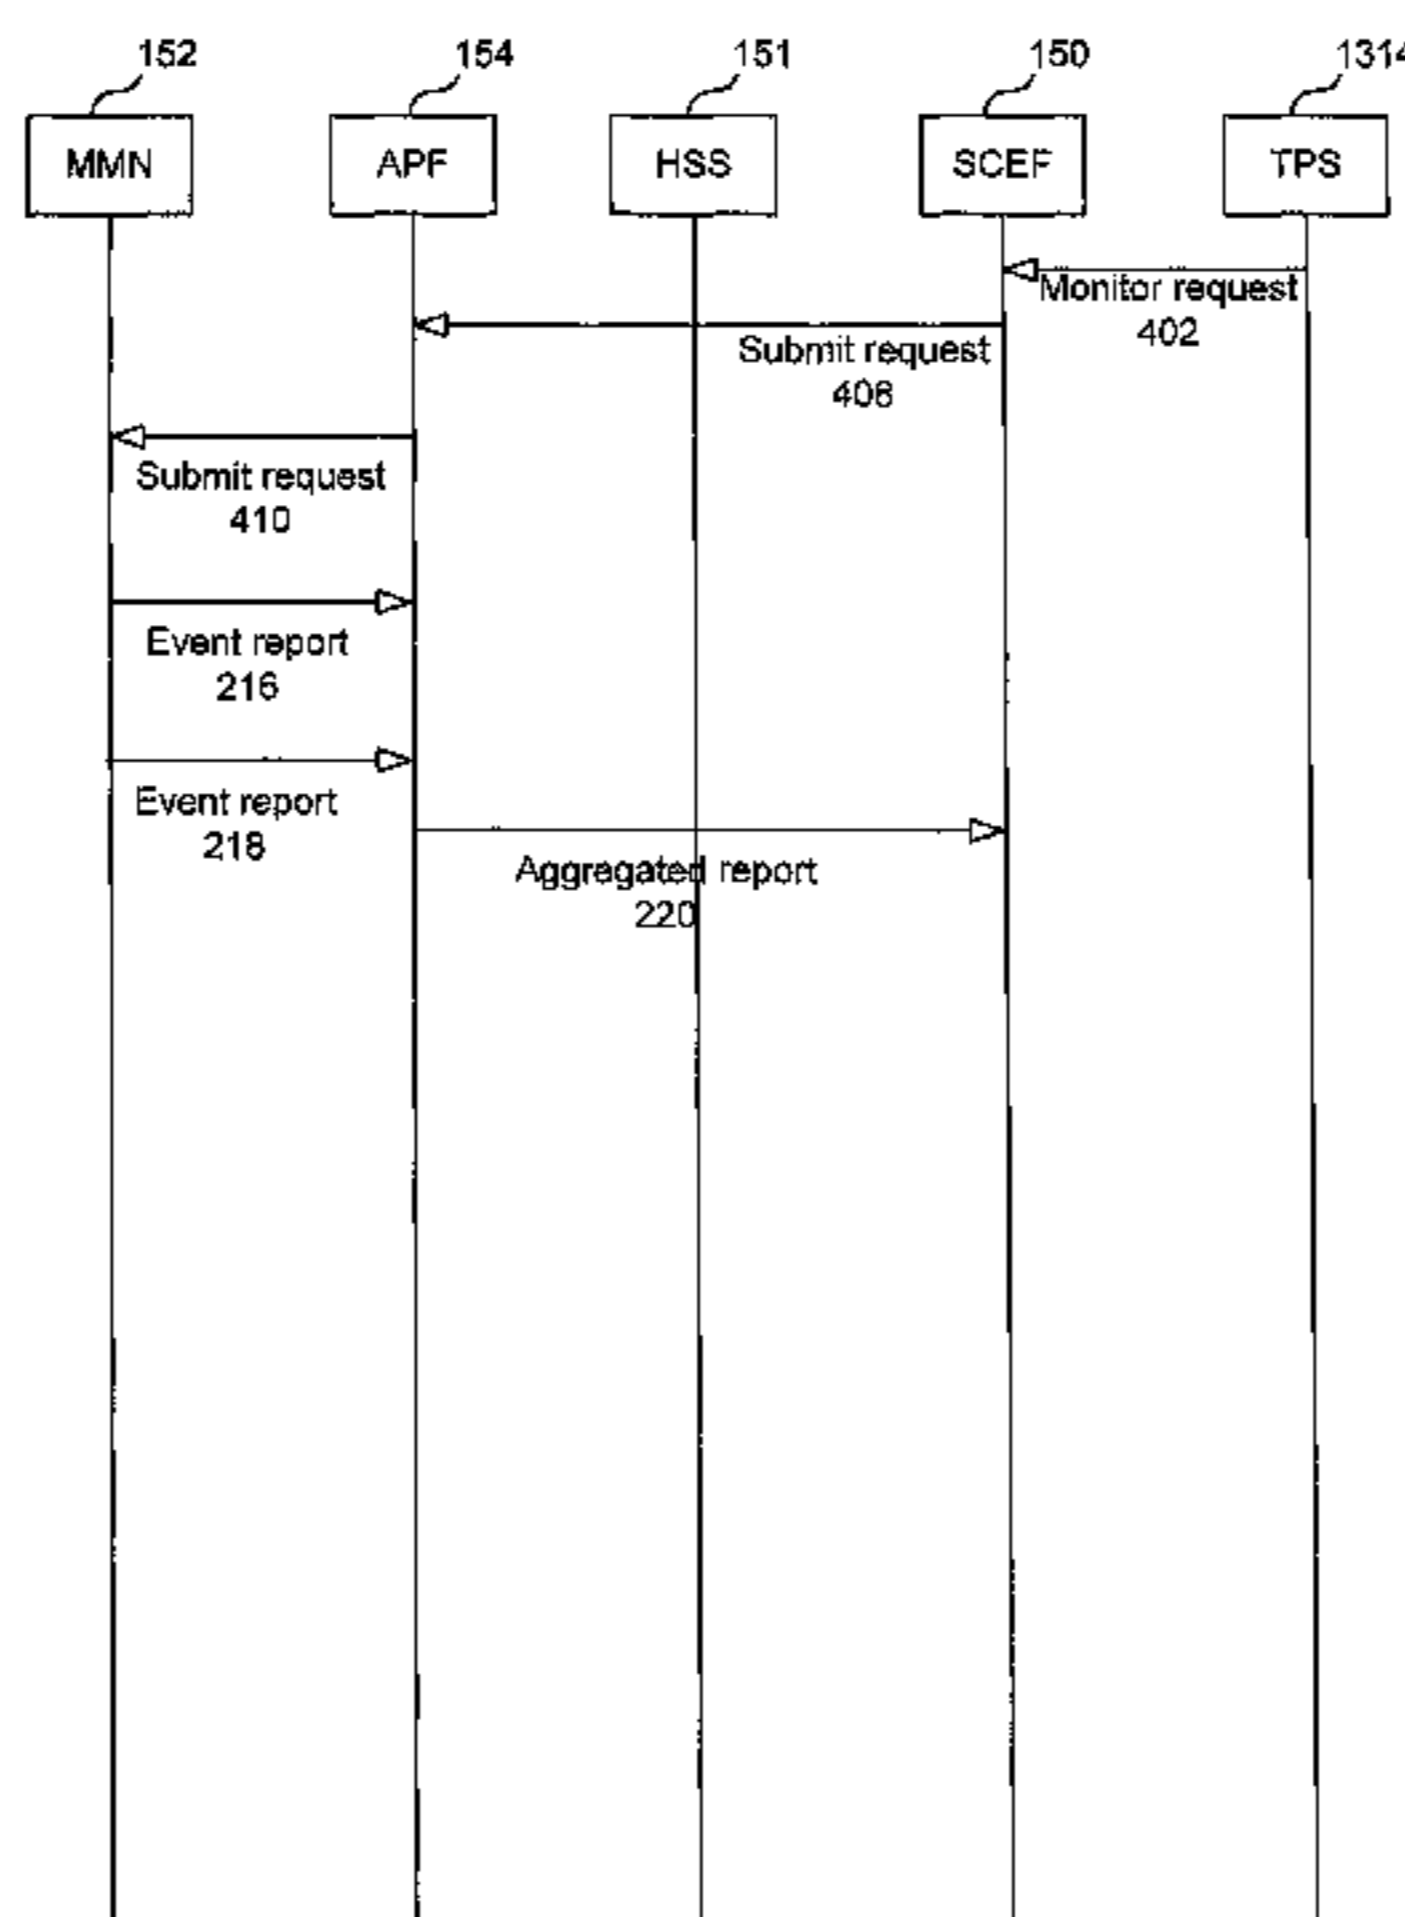 152 154 151 150 1314
MMN APF HSS SCEF TPS
Monitor request
402
Submit request
406
Submit request
410
Event report
216
Event report
218
Aggregated report
220